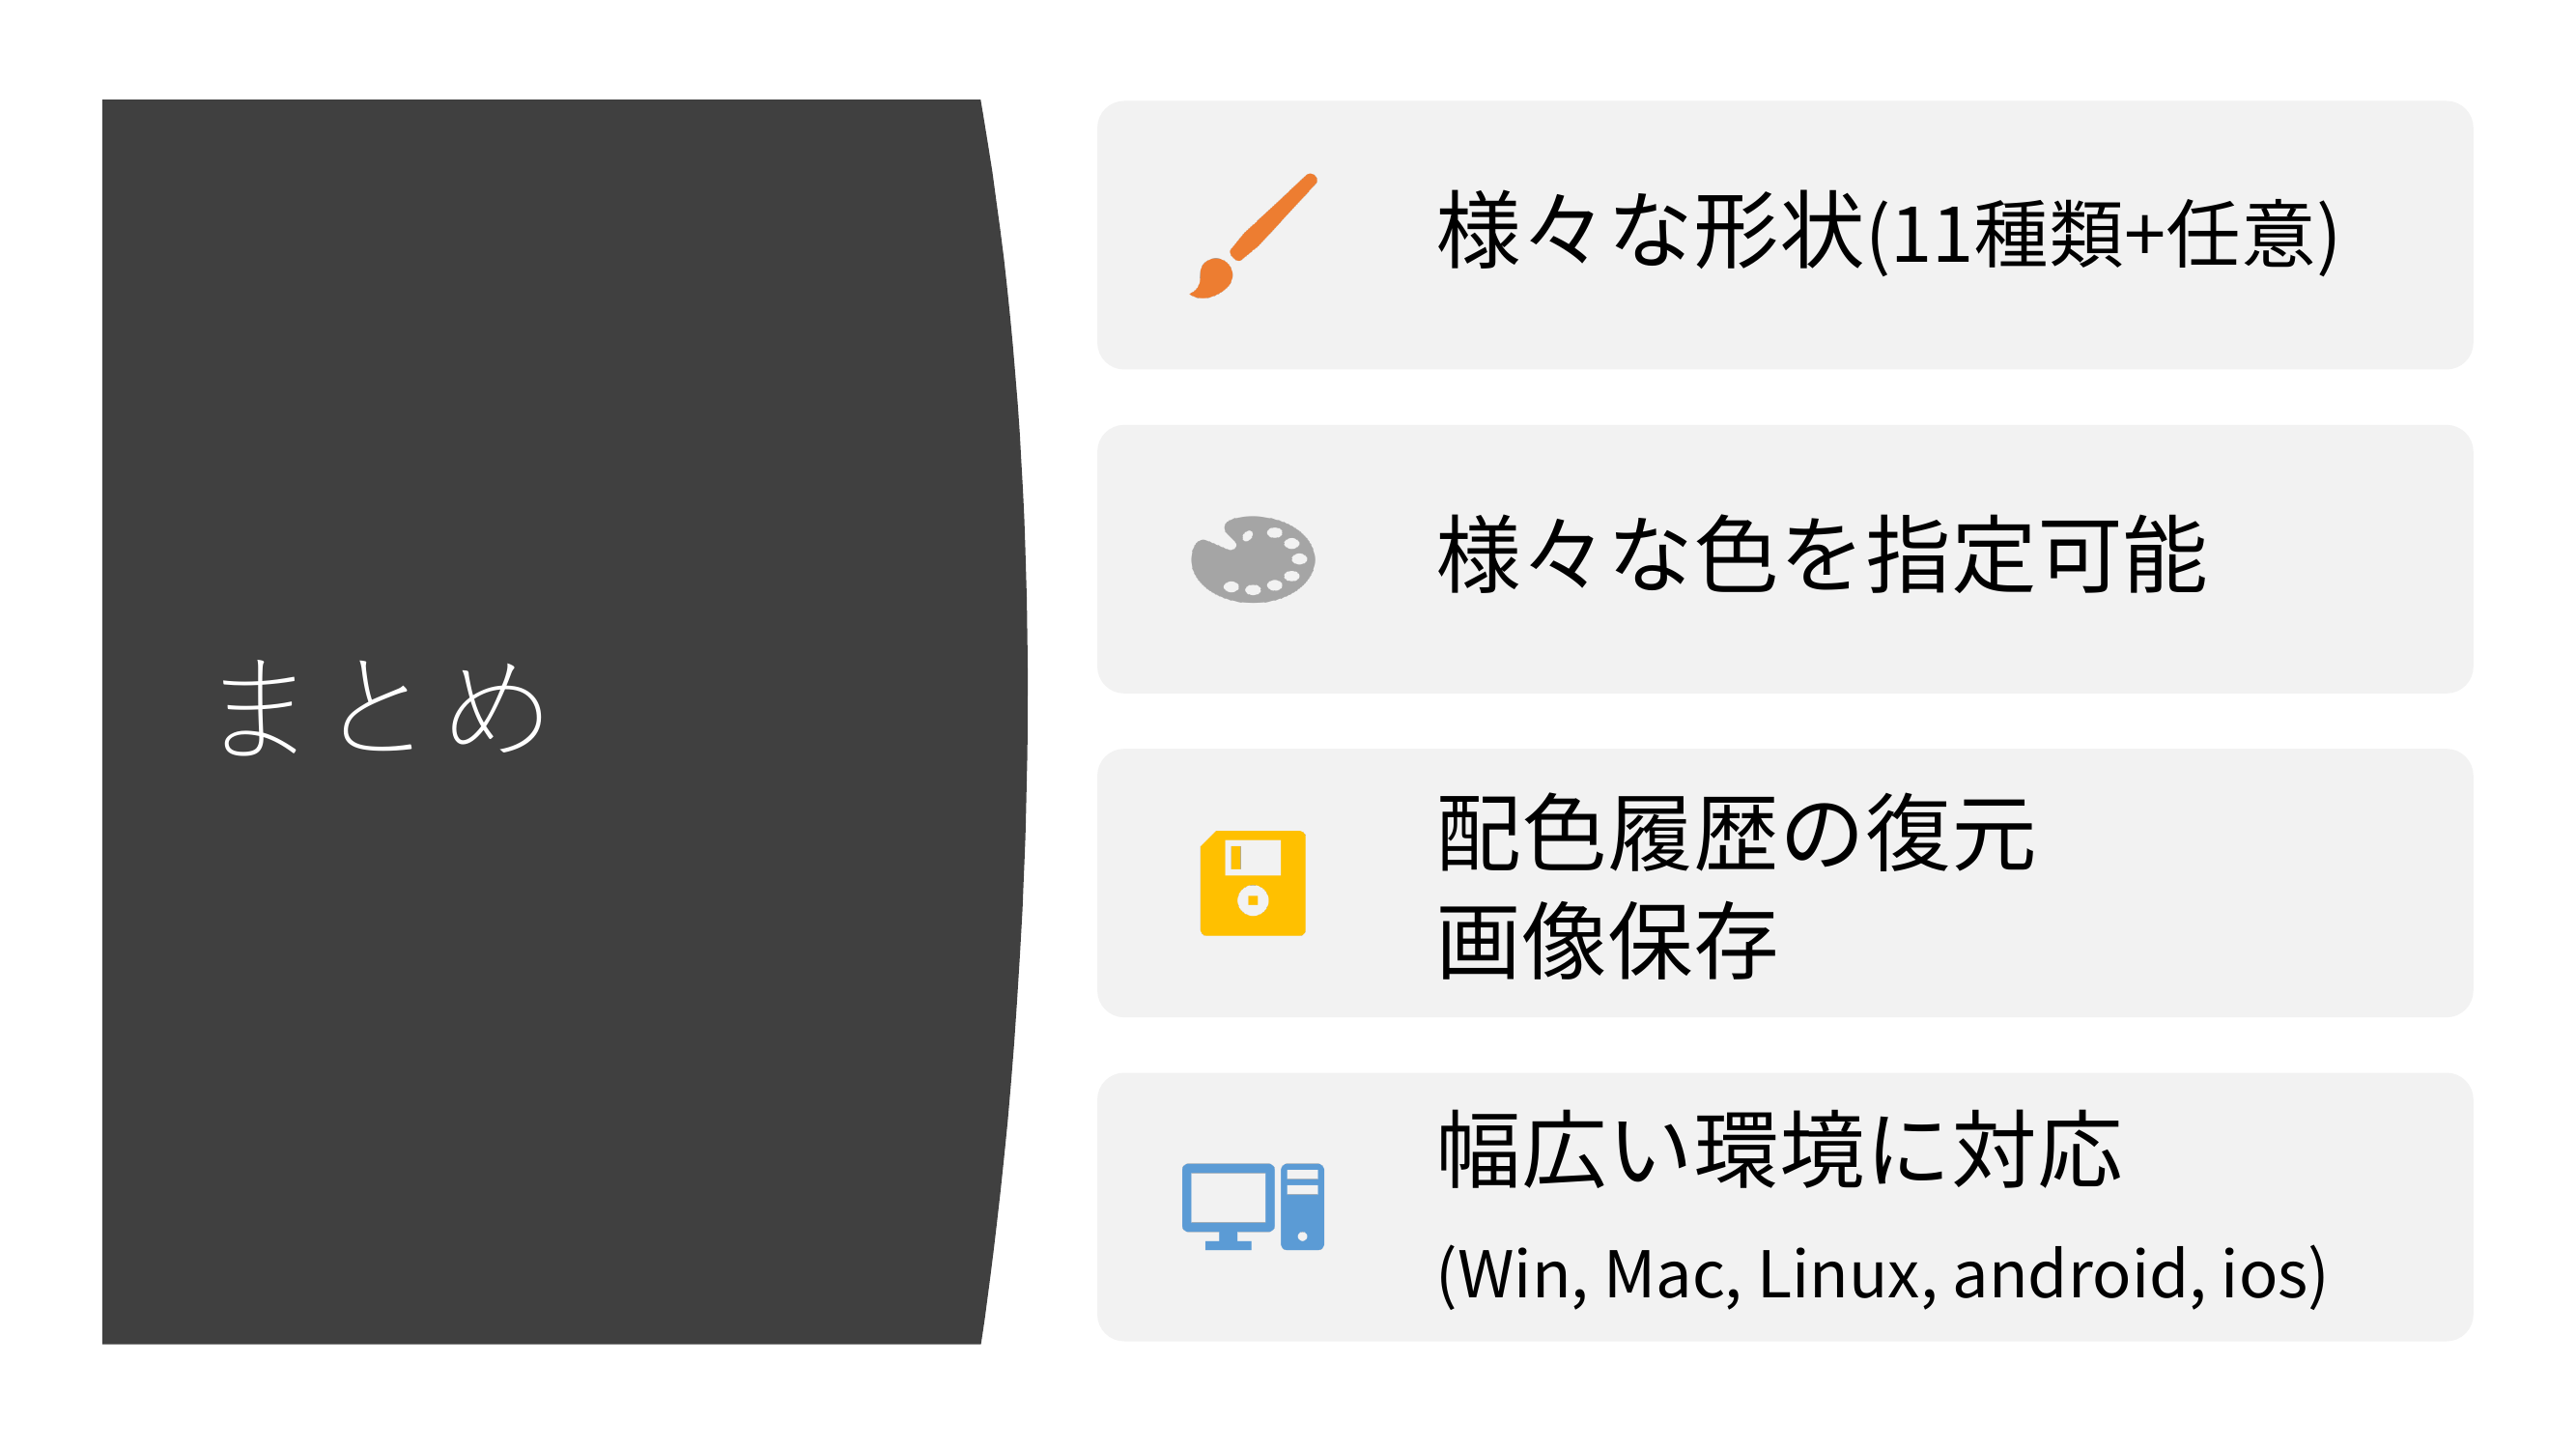 まとめ
様々な形状(11種類+任意)
様々な色を指定可能
配色履歴の復元
画像保存
幅広い環境に対応
(Win, Mac, Linux, android, ios)